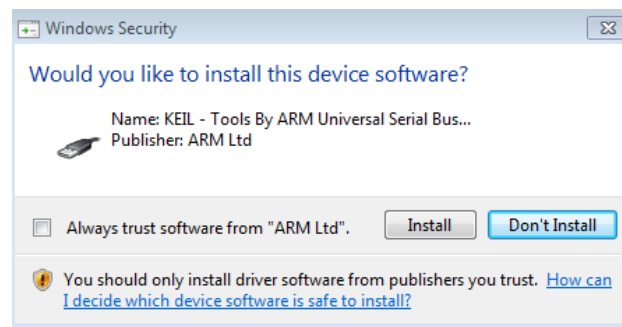 Windows Security
Would you like to install this device software?
Name: KEIL - Tools By ARM Universal Serial Bus...
Publisher: ARM Ltd
Always trust software from "ARM Ltd".
Install
Don't Install
You should only install driver software from publishers you trust. How can
I decide which device software is safe to install?